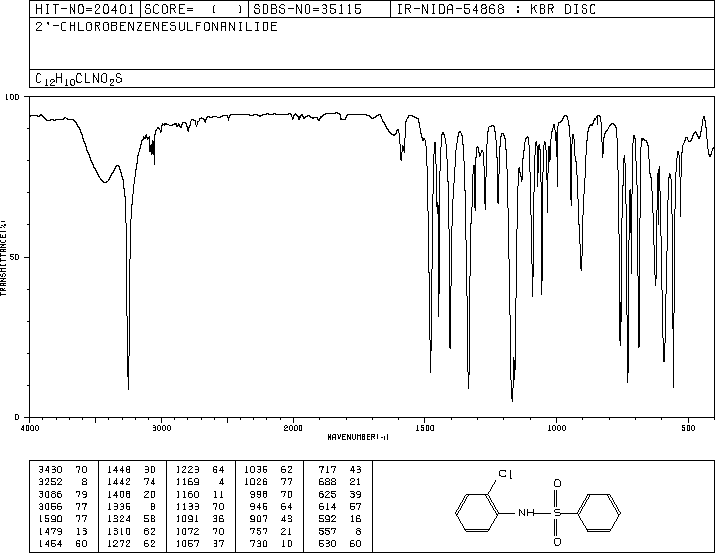 HIT-NO=20401 SCORE= ( ) SDBS-NO=35115 IR-NIDA-54868 : KBR DISC
2'-CHLOROBENZENESULFONANILIDE
C12H10CLNO2S
100
50
0
TRANSMITTANCE(%)
4000 3000 2000 1500 1000 500
WAVENUMBER(-1)
3430 70 1448 30 1223 64 1036 62 717 43
3252 8 1442 74 1169 4 1026 77 688 21
3086 79 1408 20 1160 11 998 70 625 39
3066 77 1336 8 1133 70 945 64 614 57
1590 77 1324 58 1091 36 907 43 592 16
1479 13 1310 62 1072 70 757 21 557 8
1454 60 1272 62 1057 37 730 10 530 60
Cl
O
NH S
O